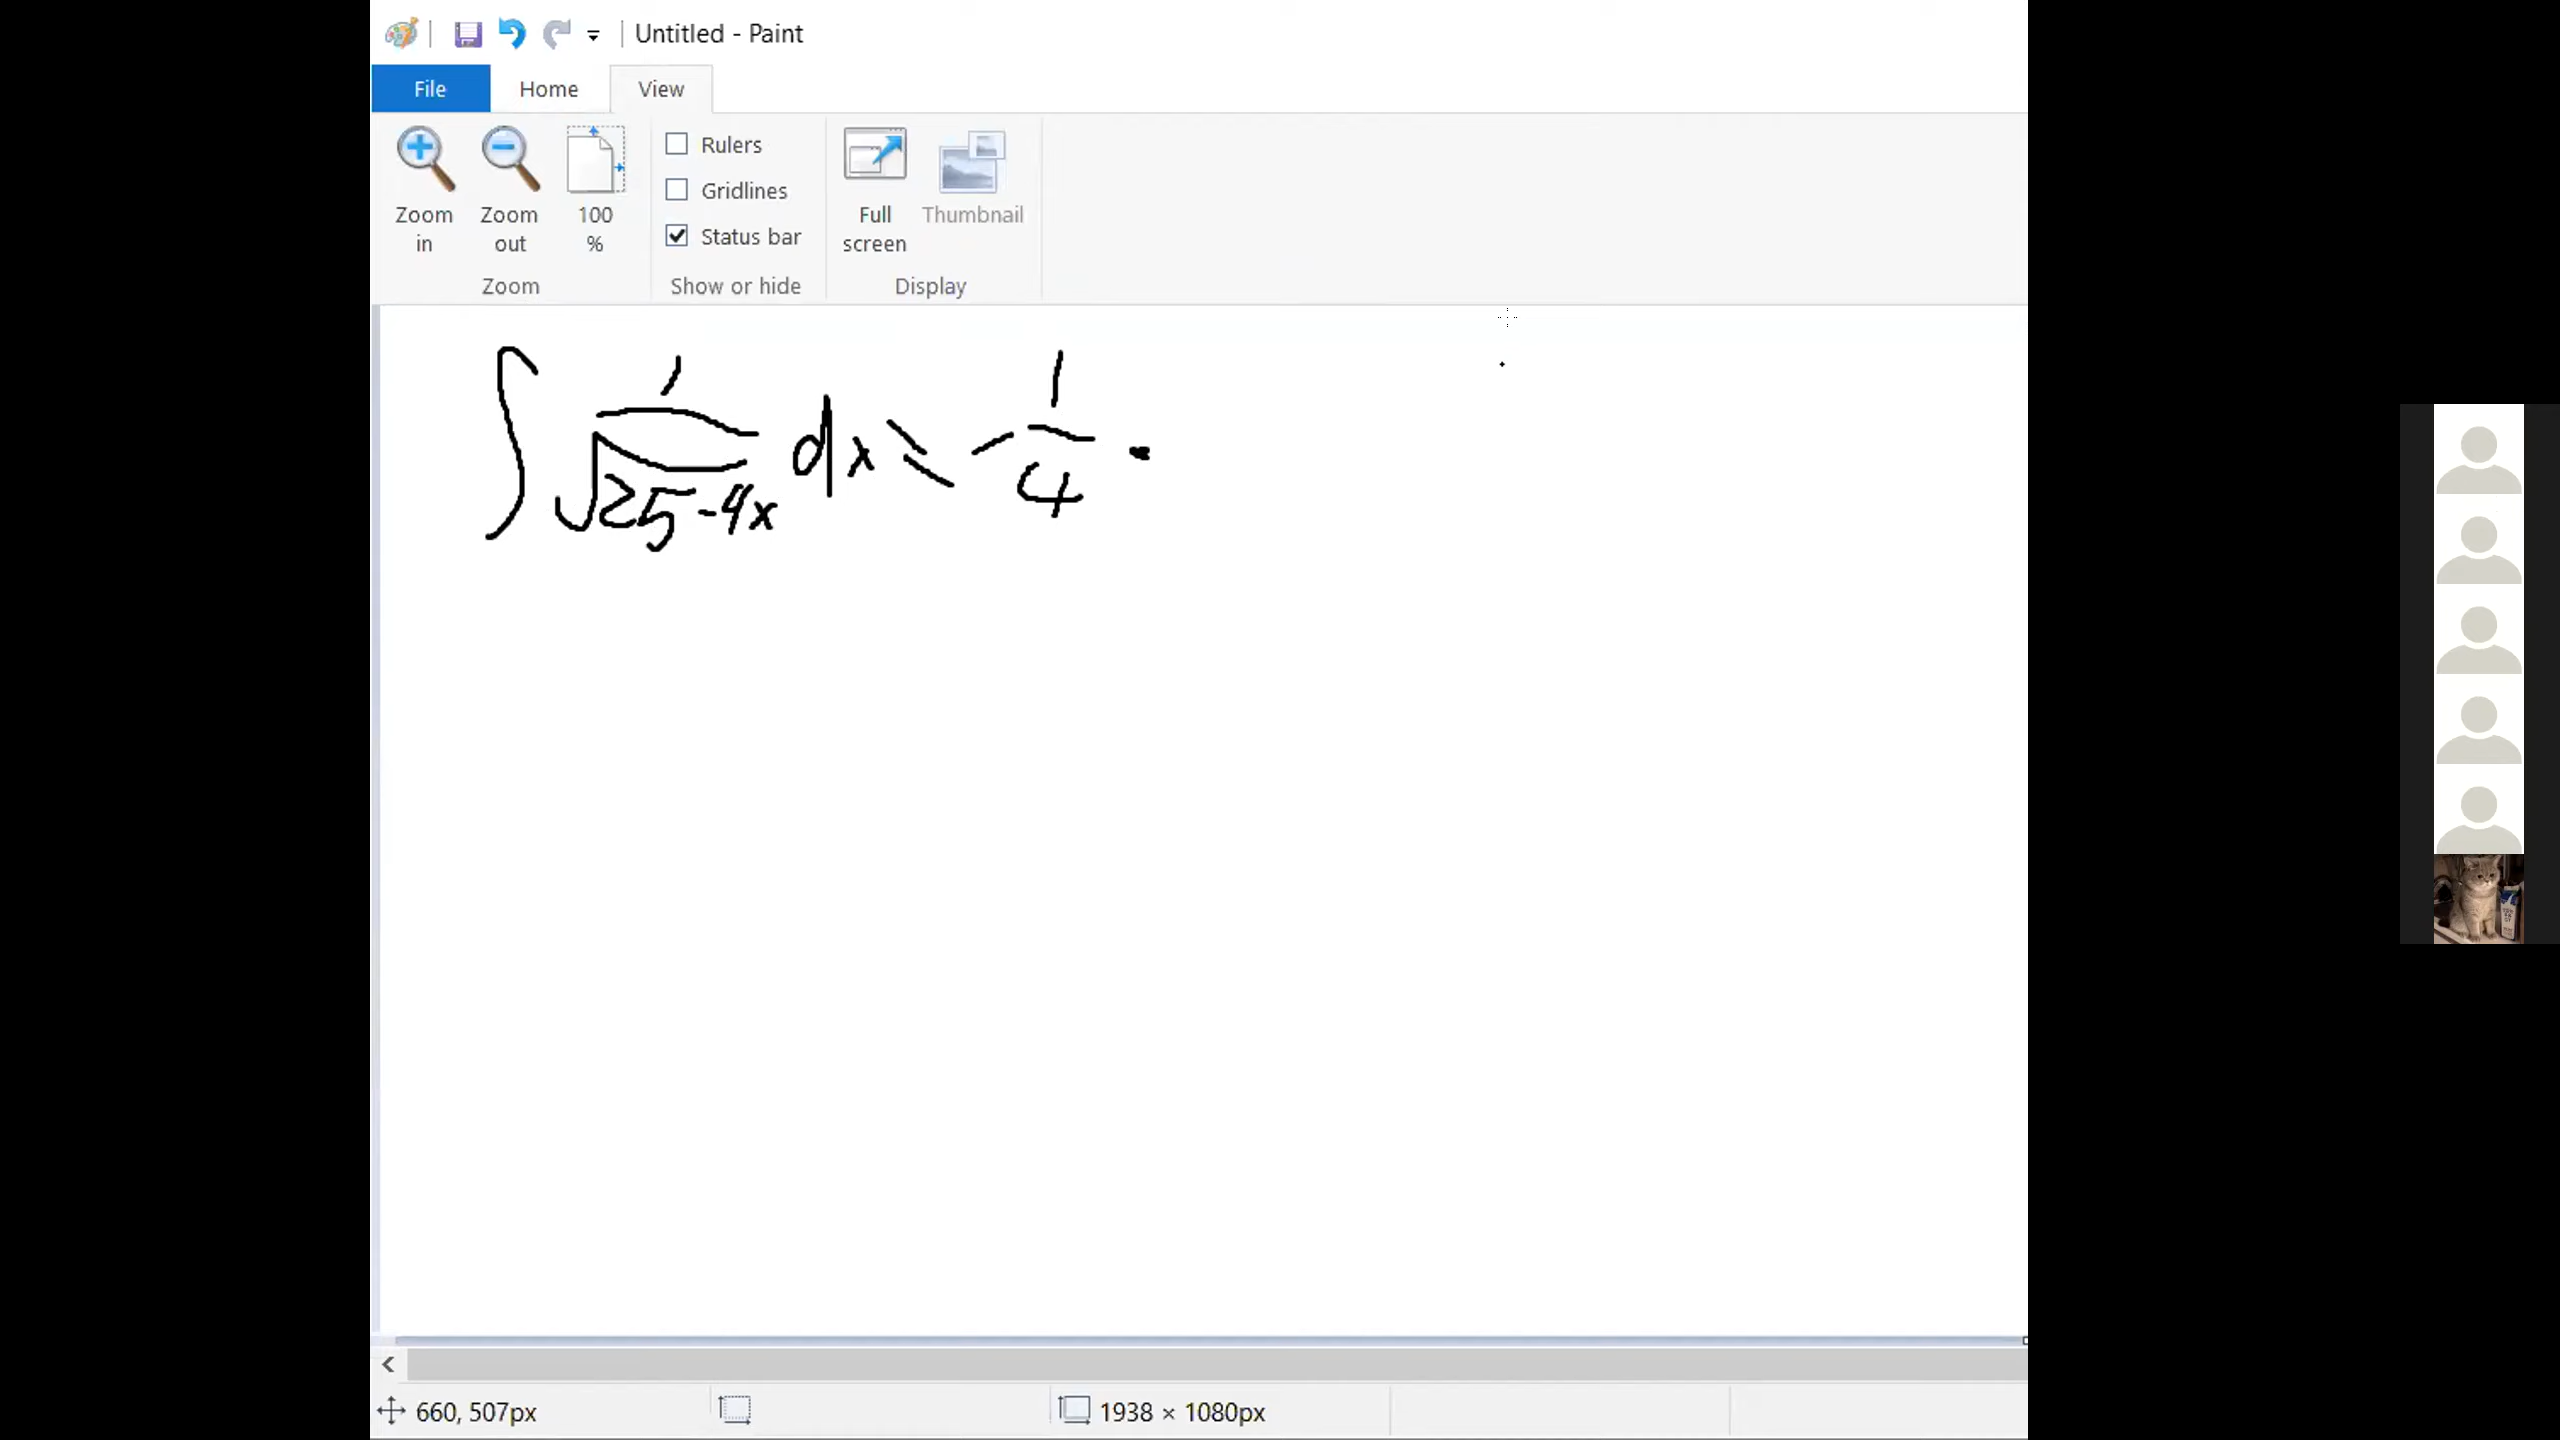 Untitled - Paint
File Home View
Zoom in Zoom out 100 %
Rulers
Gridlines
Status bar
Full screen Thumbnail
Zoom Show or hide Display
∫ 1/√25-4x dx = -1/4 ·
660, 507px 1938 × 1080px